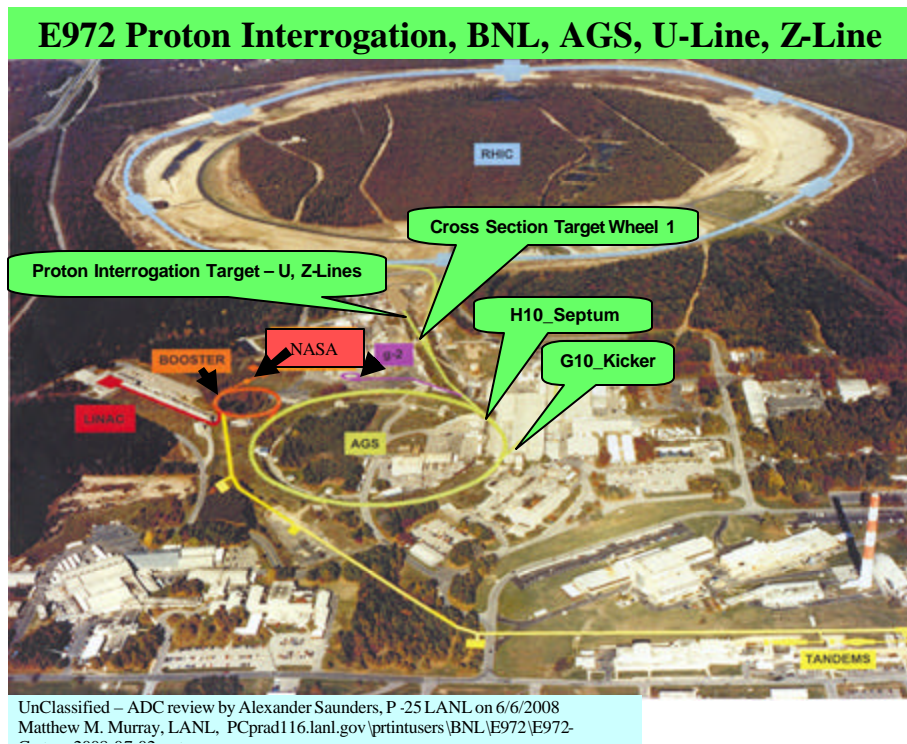 E972 Proton Interrogation, BNL, AGS, U-Line, Z-Line
RHIC
Cross Section Target Wheel 1
Proton Interrogation Target – U, Z-Lines
H10_Septum
NASA
g-2
BOOSTER
G10_Kicker
LINAC
AGS
TANDEMS
UnClassified – ADC review by Alexander Saunders, P -25 LANL on 6/6/2008
Matthew M. Murray, LANL, PCprad116.lanl.gov\prtintusers\BNL\E972\E972-